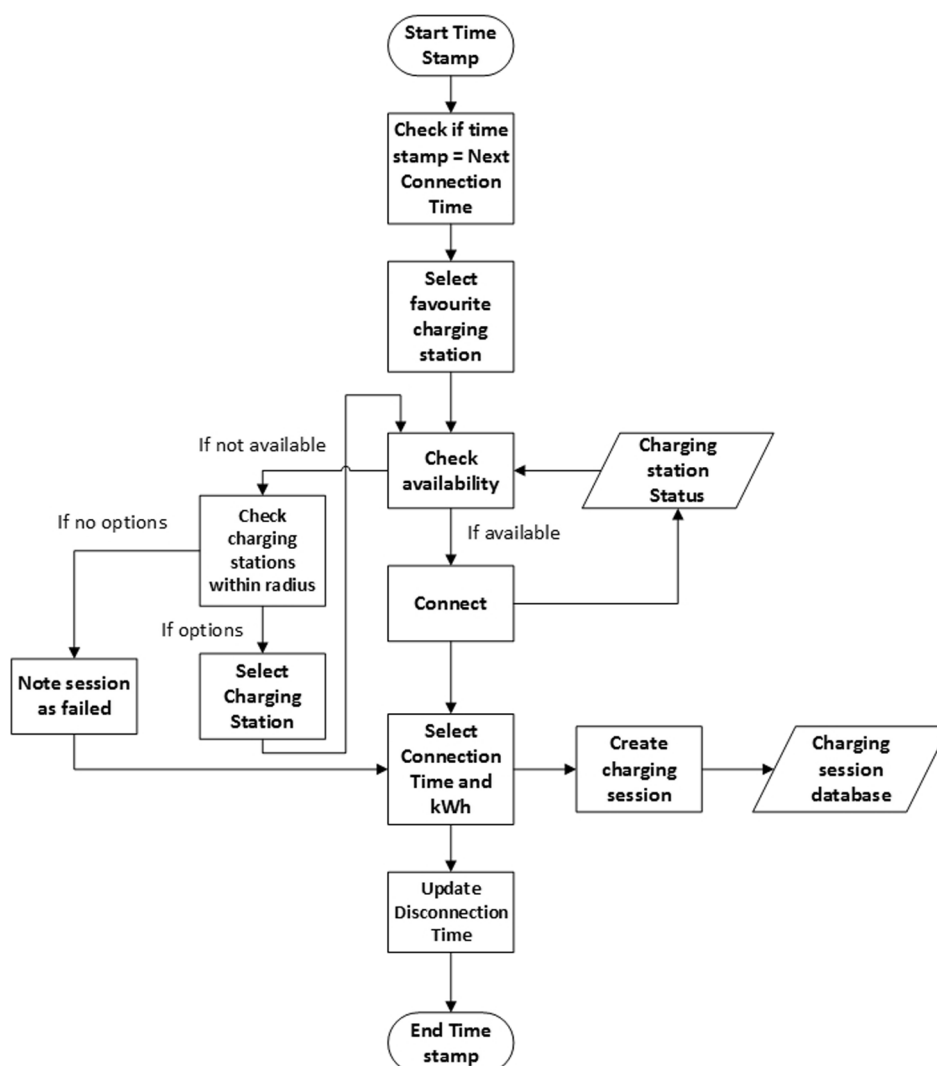 Start Time
Stamp
Check if time
stamp = Next
Connection
Time
Select
favourite
charging
station
If not available
Check
availability
Charging
station
Status
If no options
Check
charging
stations
within radius
If available
Connect
If options
Note session
as failed
Select
Charging
Station
Select
Connection
Time and
kWh
Create
charging
session
Charging
session
database
Update
Disconnection
Time
End Time
stamp